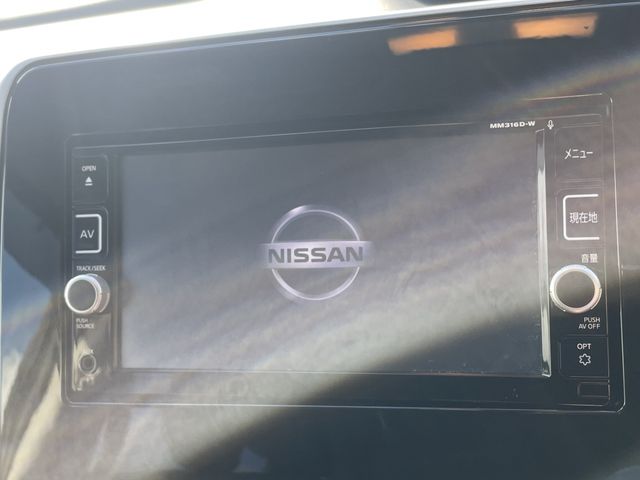 MM316D-W
OPEN
メニュー
AV
現在地
NISSAN
TRACK/SEEK
音量
PUSH
SOURCE
PUSH
AV OFF
OPT